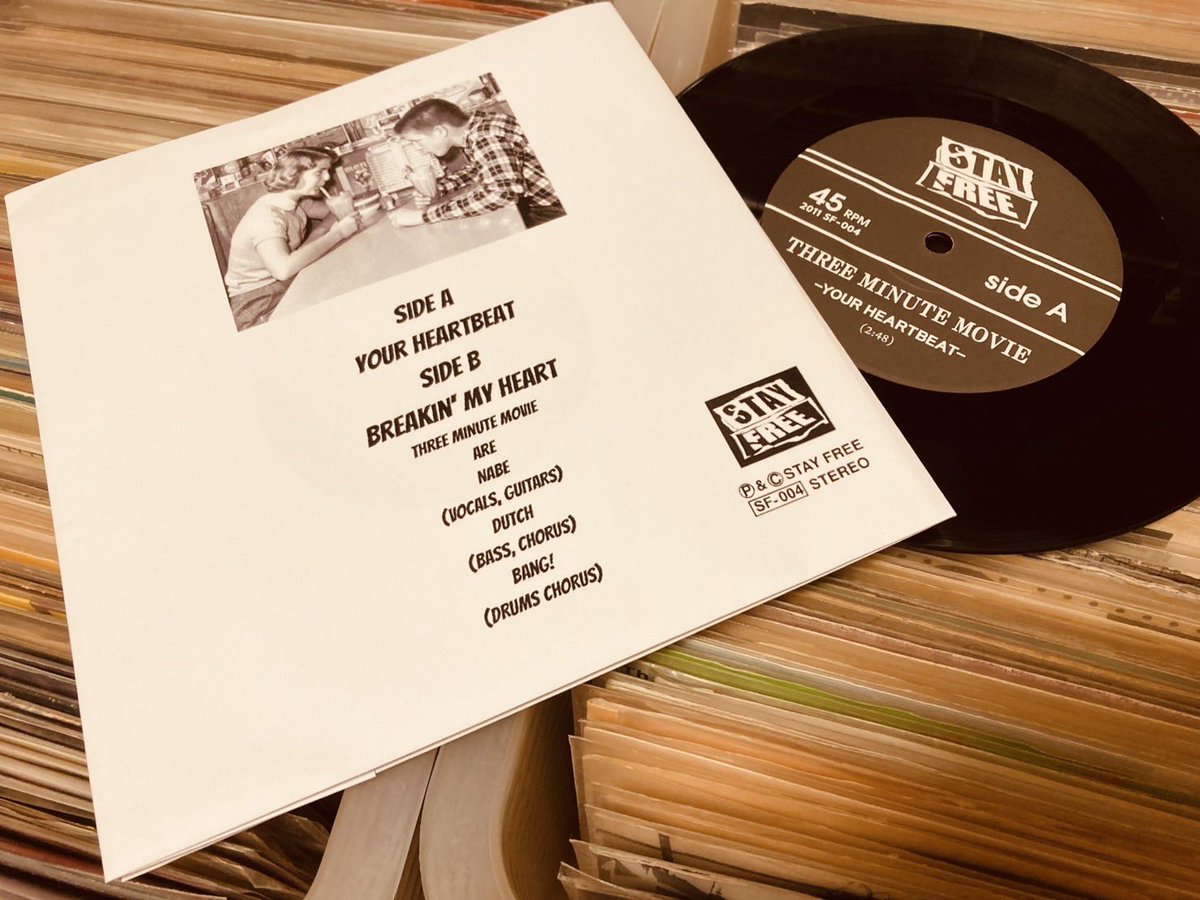 SIDE A
YOUR HEARTBEAT
SIDE B
BREAKIN' MY HEART
THREE MINUTE MOVIE
ARE
NABE
(VOCALS, GUITARS)
DUTCH
(BASS, CHORUS)
BANG!
(DRUMS CHORUS)
STAY
FREE
Ⓟ & Ⓒ STAY FREE
SF-004 STEREO
STAY
FREE
45 RPM
2011 SF-004
side A
THREE MINUTE MOVIE
-YOUR HEARTBEAT-
(2:48)